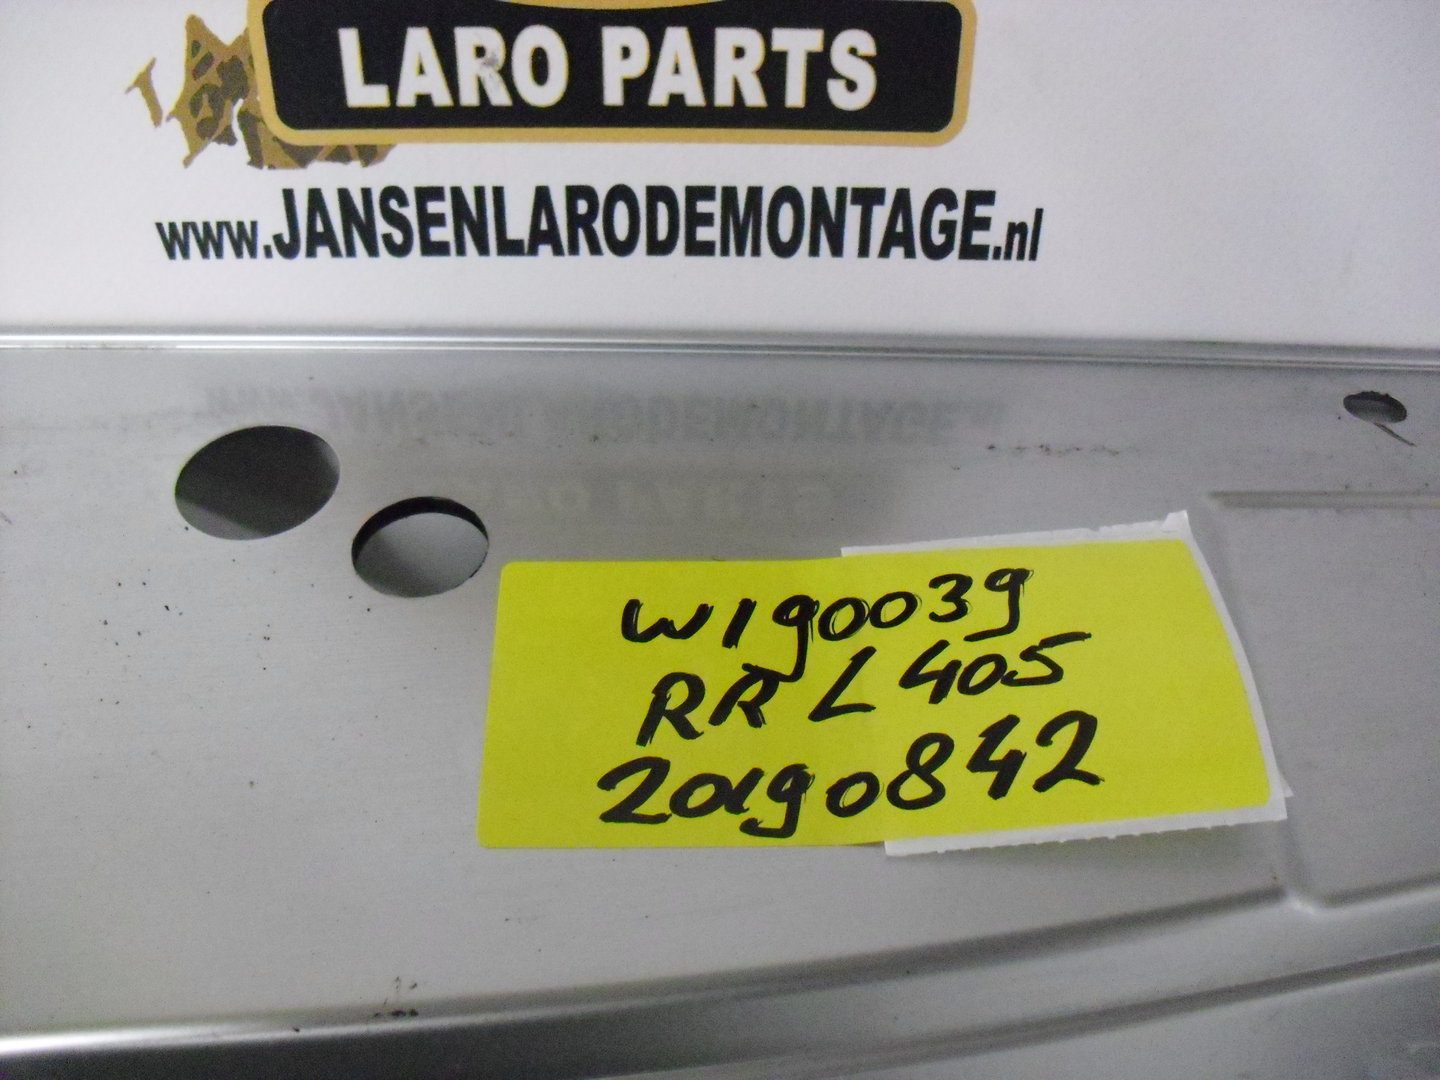 LARO PARTS
www.JANSENLARODEMONTAGE.nl
W190039
RR L405
20190842